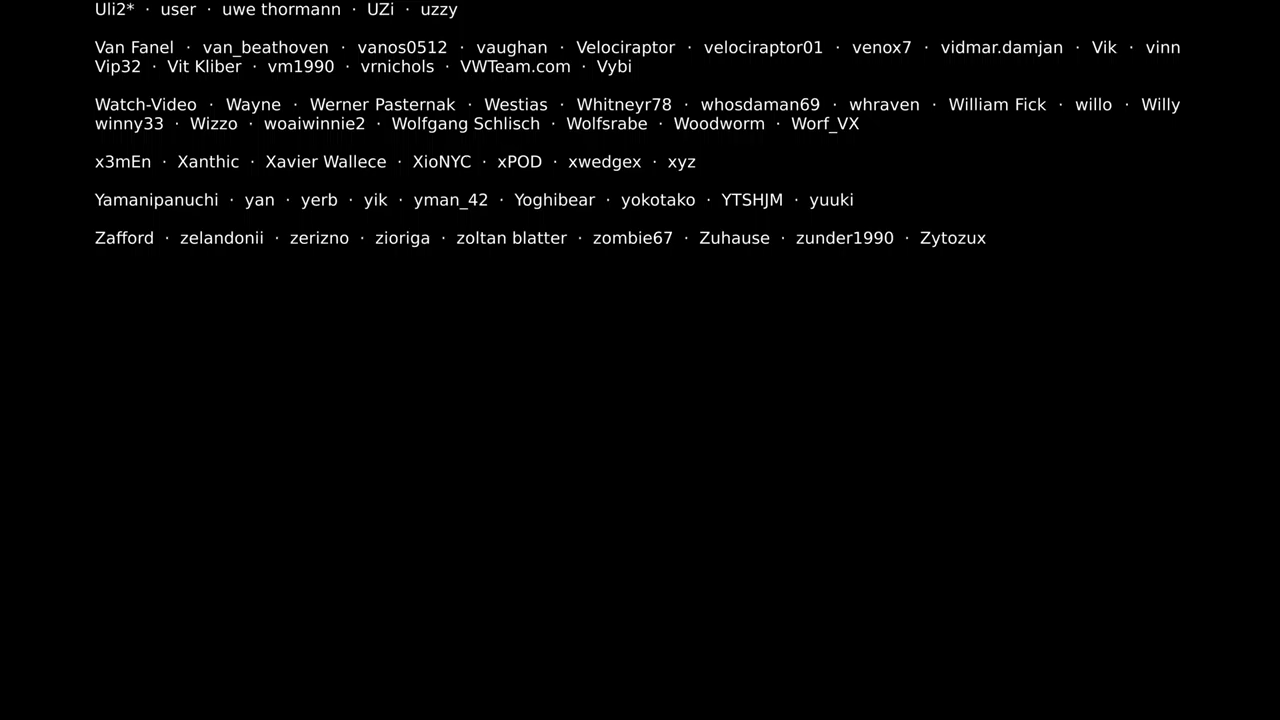 Uli2* · user · uwe thormann · UZi · uzzy
Van Fanel · van_beathoven · vanos0512 · vaughan · Velociraptor · velociraptor01 · venox7 · vidmar.damjan · Vik · vinn
Vip32 · Vit Kliber · vm1990 · vrnichols · VWTeam.com · Vybi
Watch-Video · Wayne · Werner Pasternak · Westias · Whitneyr78 · whosdaman69 · whraven · William Fick · willo · Willy
winny33 · Wizzo · woaiwinnie2 · Wolfgang Schlisch · Wolfsrabe · Woodworm · Worf_VX
x3mEn · Xanthic · Xavier Wallece · XioNYC · xPOD · xwedgex · xyz
Yamanipanuchi · yan · yerb · yik · yman_42 · Yoghibear · yokotako · YTSHJM · yuuki
Zafford · zelandonii · zerizno · zioriga · zoltan blatter · zombie67 · Zuhause · zunder1990 · Zytozux